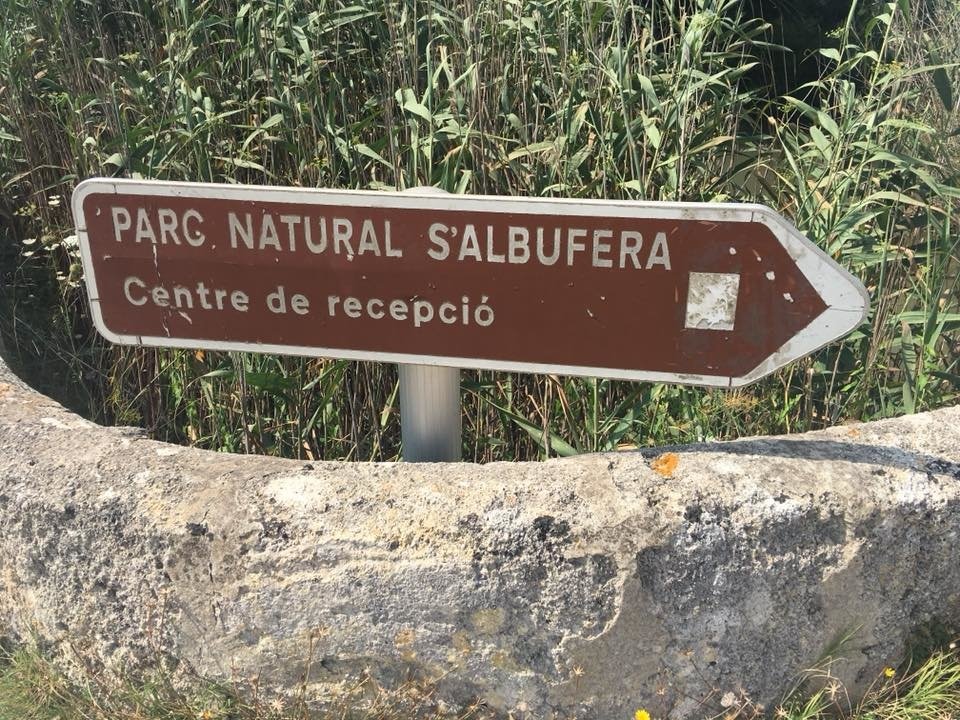 PARC NATURAL S'ALBUFERA
Centre de recepció